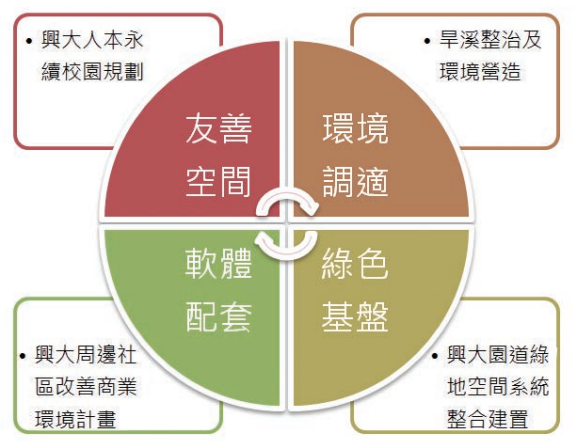 • 興大人本永
續校園規劃
• 旱溪整治及
環境營造
友善
空間
環境
調適
軟體
配套
綠色
基盤
• 興大周邊社
區改善商業
環境計畫
• 興大園道綠
地空間系統
整合建置